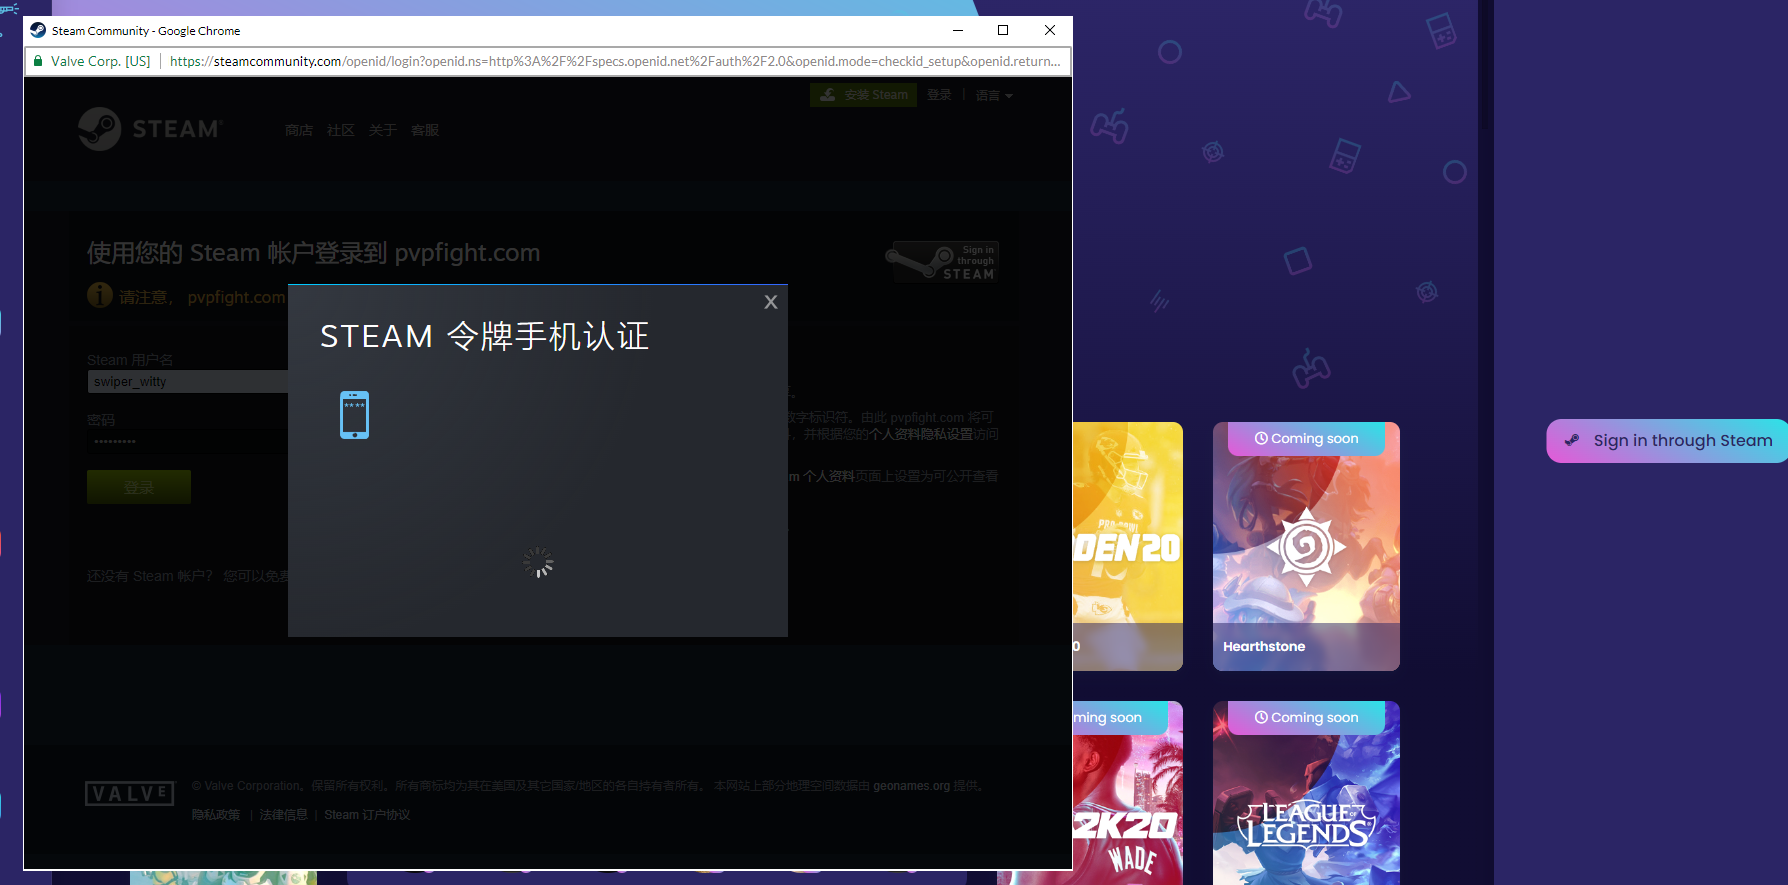 Steam Community - Google Chrome
Valve Corp. [US]
https://steamcommunity.com/openid/login?openid.ns=http%3A%2F%2Fspecs.openid.net%2Fauth%2F2.0&openid.mode=checkid_setup&openid.return...
安装 Steam
登录
语言
STEAM
商店
社区
关于
客服
使用您的 Steam 帐户登录到 pvpfight.com
Sign in
through
STEAM
请注意， pvpfight.com
Steam 用户名
swiper_witty
密码
*********
登录
还没有 Steam 帐户？ 您可以免费
STEAM 令牌手机认证
X
****
数字标识符。由此 pvpfight.com 将可
，并根据您的个人资料隐私设置访问
am 个人资料页面上设置为可公开查看
VALVE
© Valve Corporation。保留所有权利。所有商标均为其在美国及其它国家/地区的各自持有者所有。 本网站上部分地理空间数据由 geonames.org 提供。
隐私政策 | 法律信息 | Steam 订户协议
PRO BOWL
DEN 20
0
Coming soon
Hearthstone
Sign in through Steam
ming soon
2K20
WADE
Coming soon
LEAGUE OF LEGENDS